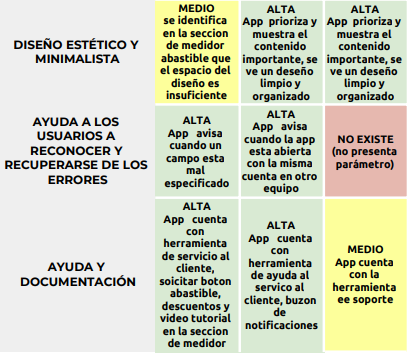 DISEÑO ESTÉTICO Y
MINIMALISTA
MEDIO
se identifica
en la seccion
de medidor
abastible que
el espacio del
diseño es
insuficiente
ALTA
App prioriza y
muestra el
contenido
importante, se
ve un deseño
limpio y
organizado
ALTA
App prioriza y
muestra el
contenido
importante, se
ve un deseño
limpio y
organizado
AYUDA A LOS
USUARIOS A
RECONOCER Y
RECUPERARSE DE LOS
ERRORES
ALTA
App avisa
cuando un
campo esta
mal
especificado
ALTA
App avisa
cuando la app
esta abierta
con la misma
cuenta en otro
equipo
NO EXISTE
(no presenta
parámetro)
AYUDA Y
DOCUMENTACIÓN
ALTA
App cuenta
con
herramienta
de servicio al
cliente,
soicitar boton
abastible,
descuentos y
video tutorial
en la seccion
de medidor
ALTA
App cuenta
con
herramienta
de ayuda al
servico al
cliente, buzon
de
notificaciones
MEDIO
App cuenta
con la
herramienta
ee soporte